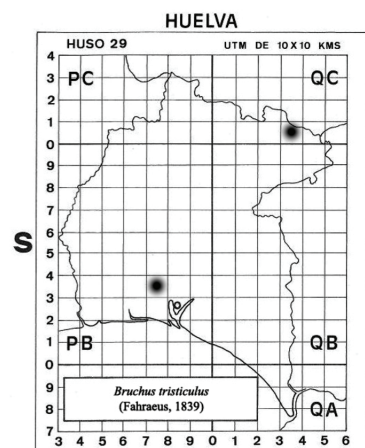 HUELVA
HUSO 29 UTM DE 10 X 10 KMS
PC QC
4
3
2
1
0
9
8
7
6
5
4
3
2
1
0
9
8
7
S
PB QB
QA
Bruchus tristiculus
(Fahraeus, 1839)
3 4 5 6 7 8 9 0 1 2 3 4 5 6